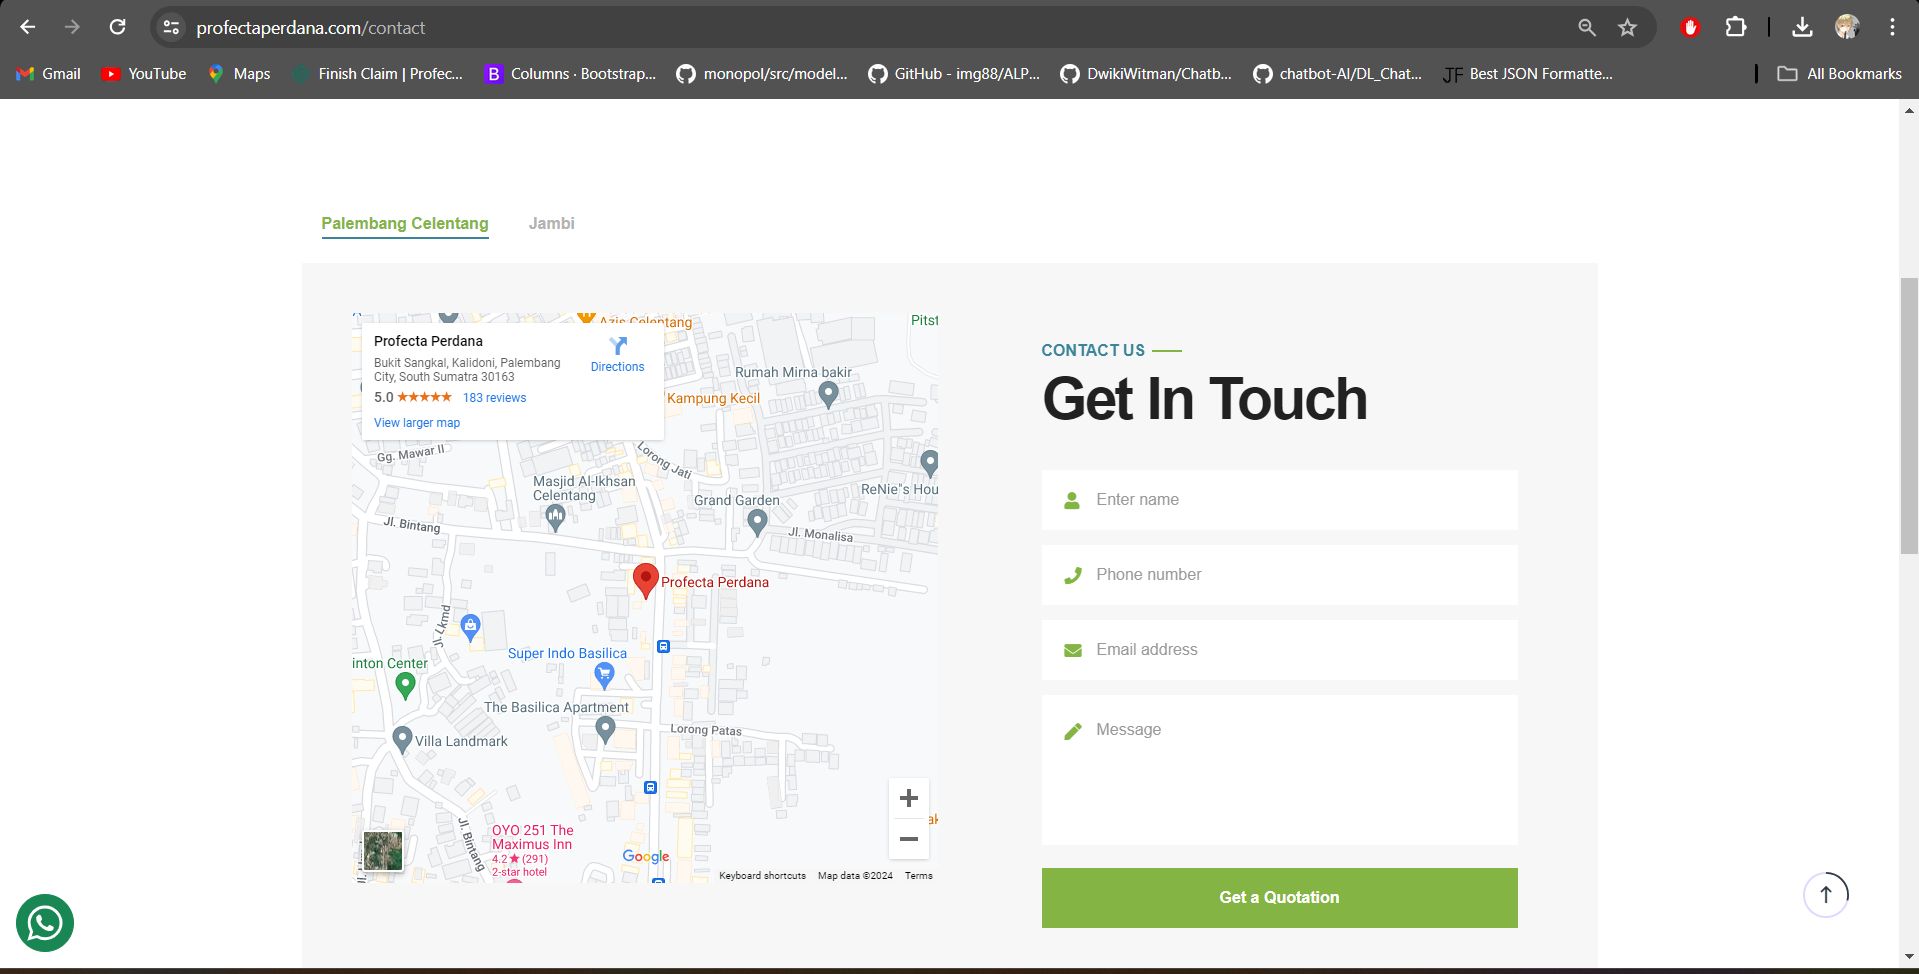 profectaperdana.com/contact
Gmail
YouTube
Maps
Finish Claim | Profec...
B
Columns · Bootstrap...
monopol/src/model...
GitHub - img88/ALP...
DwikiWitman/Chatb...
chatbot-AI/DL_Chat...
JF
Best JSON Formatte...
All Bookmarks
Palembang Celentang
Jambi
Azis Celentang
Pitst
Profecta Perdana
Bukit Sangkal, Kalidoni, Palembang
City, South Sumatra 30163
5.0 ★★★★★ 183 reviews
View larger map
Directions
Rumah Mirna bakir
Kampung Kecil
Gg. Mawar II
Lorong Jati
Masjid Al-Ikhsan
Celentang
Grand Garden
ReNie"s Hou
Jl. Bintang
Jl. Monalisa
Profecta Perdana
Jl. Lkmd
Super Indo Basilica
inton Center
The Basilica Apartment
Villa Landmark
Lorong Patas
Jl. Bintang
OYO 251 The
Maximus Inn
4.2★(291)
2-star hotel
Google
Keyboard shortcuts
Map data ©2024
Terms
CONTACT US
Get In Touch
Enter name
Phone number
Email address
Message
Get a Quotation